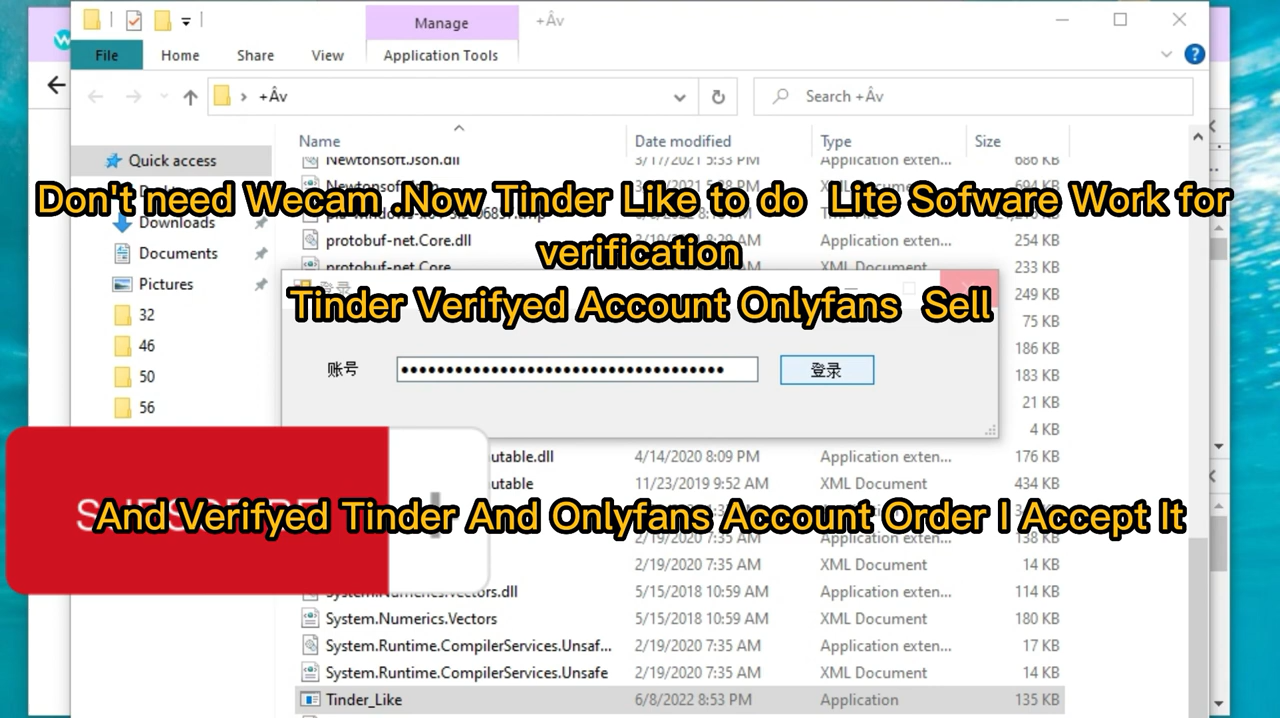 Manage
+Âv
File
Home
Share
View
Application Tools
+Âv
Search +Âv
Name
Date modified
Type
Size
Quick access
Newtonsoft.Json.dll
3/17/2021 5:33 PM
Application exten...
686 KB
Don't need Wecam .Now Tinder Like to do Lite Sofware Work for
verification
Downloads
protobuf-net.Core.dll
Application exten...
254 KB
Documents
protobuf-net.Core
XML Document
233 KB
Pictures
249 KB
Tinder Verifyed Account Onlyfans Sell
32
75 KB
46
186 KB
账号
登录
50
183 KB
56
21 KB
4 KB
utable.dll
4/14/2020 8:09 PM
Application exten...
176 KB
utable
11/23/2019 9:52 AM
XML Document
434 KB
SUBSCRIBE
And Verifyed Tinder And Onlyfans Account Order I Accept It
2/19/2020 7:35 AM
XML Document
138 KB
2/19/2020 7:35 AM
XML Document
14 KB
System.Numerics.Vectors.dll
5/15/2018 10:59 AM
Application exten...
114 KB
System.Numerics.Vectors
5/15/2018 10:59 AM
XML Document
180 KB
System.Runtime.CompilerServices.Unsaf...
2/19/2020 7:35 AM
Application exten...
17 KB
System.Runtime.CompilerServices.Unsafe
2/19/2020 7:35 AM
XML Document
14 KB
Tinder_Like
6/8/2022 8:53 PM
Application
135 KB